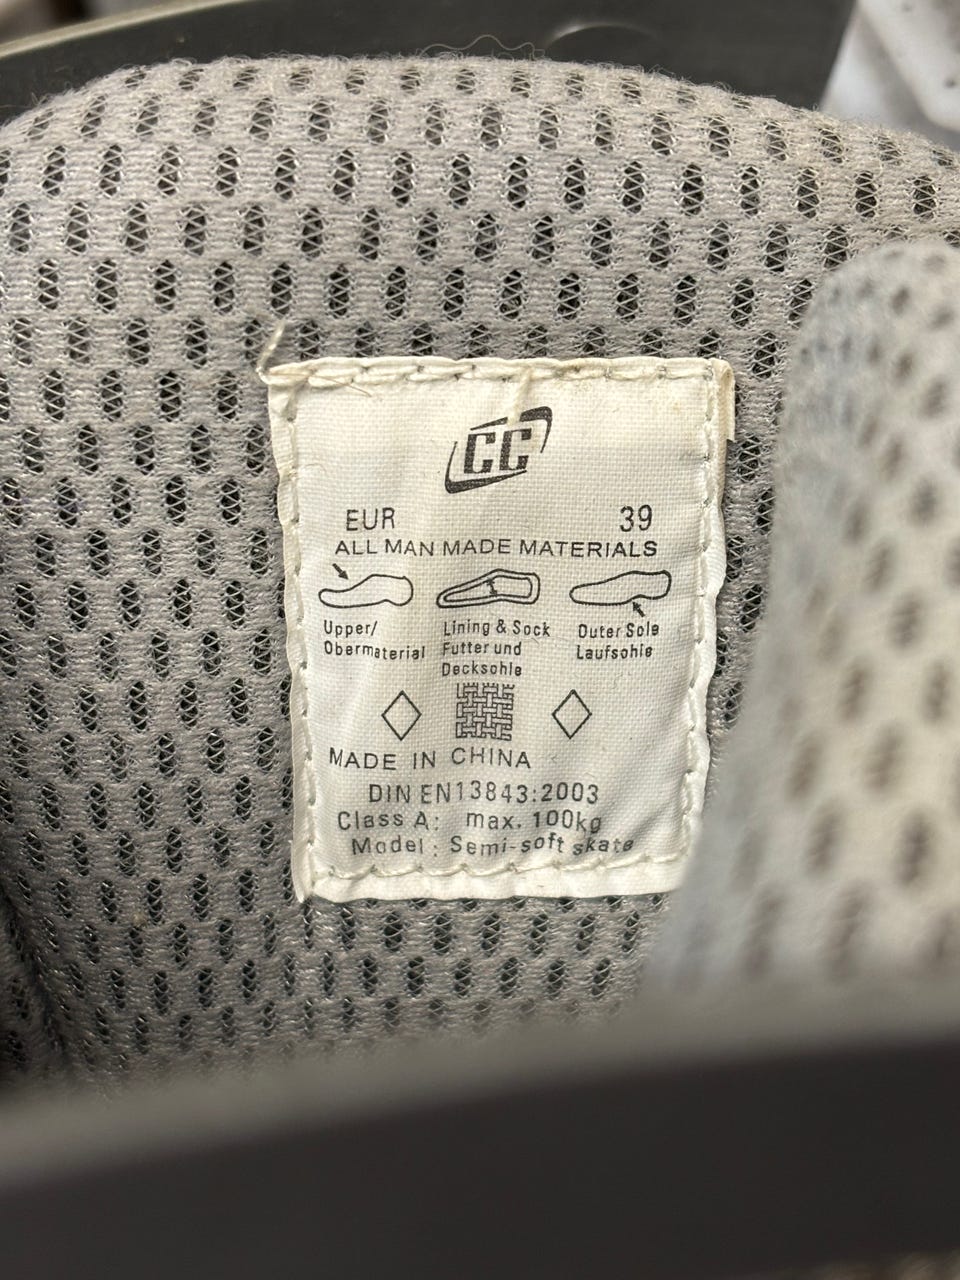 CC
EUR 39
ALL MAN MADE MATERIALS
Upper/ Obermaterial
Lining & Sock Futter und Decksohle
Outer Sole Laufsohle
MADE IN CHINA
DIN EN13843:2003
Class A: max. 100kg
Model : Semi-soft skate